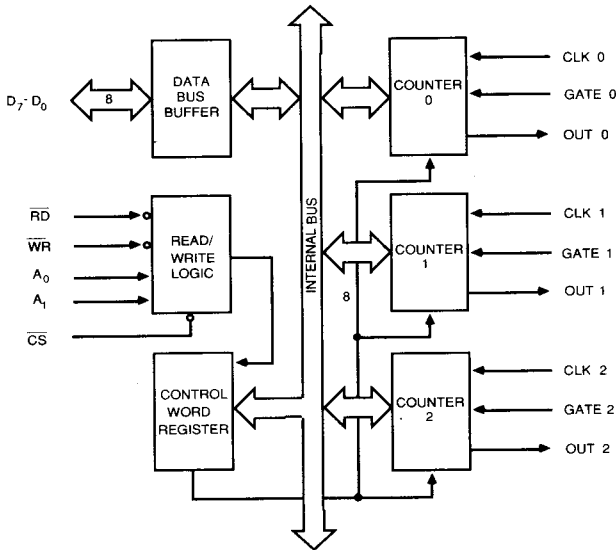 D7-D0
8
DATA
BUS
BUFFER
COUNTER
0
CLK 0
GATE 0
OUT 0
RD
WR
A0
A1
CS
READ/
WRITE
LOGIC
INTERNAL BUS
8
COUNTER
1
CLK 1
GATE 1
OUT 1
CONTROL
WORD
REGISTER
COUNTER
2
CLK 2
GATE 2
OUT 2